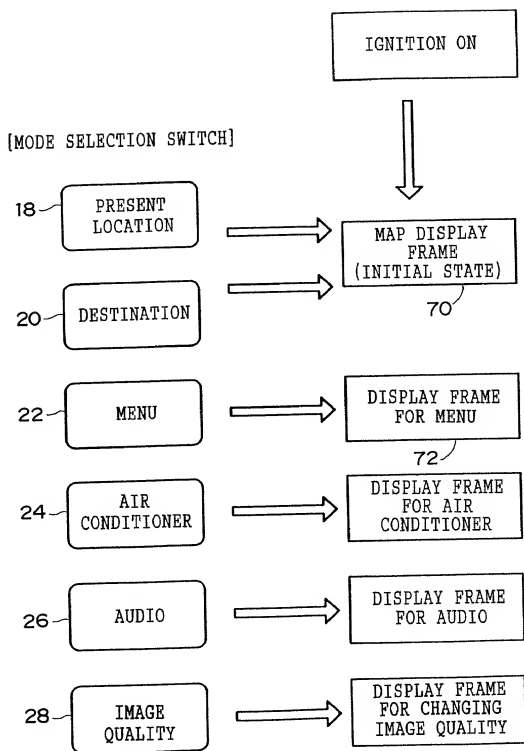 IGNITION ON
[MODE SELECTION SWITCH]
18
PRESENT
LOCATION
MAP DISPLAY
FRAME
(INITIAL STATE)
70
20
DESTINATION
22
MENU
DISPLAY FRAME
FOR MENU
72
24
AIR
CONDITIONER
DISPLAY FRAME
FOR AIR
CONDITIONER
26
AUDIO
DISPLAY FRAME
FOR AUDIO
28
IMAGE
QUALITY
DISPLAY FRAME
FOR CHANGING
IMAGE QUALITY